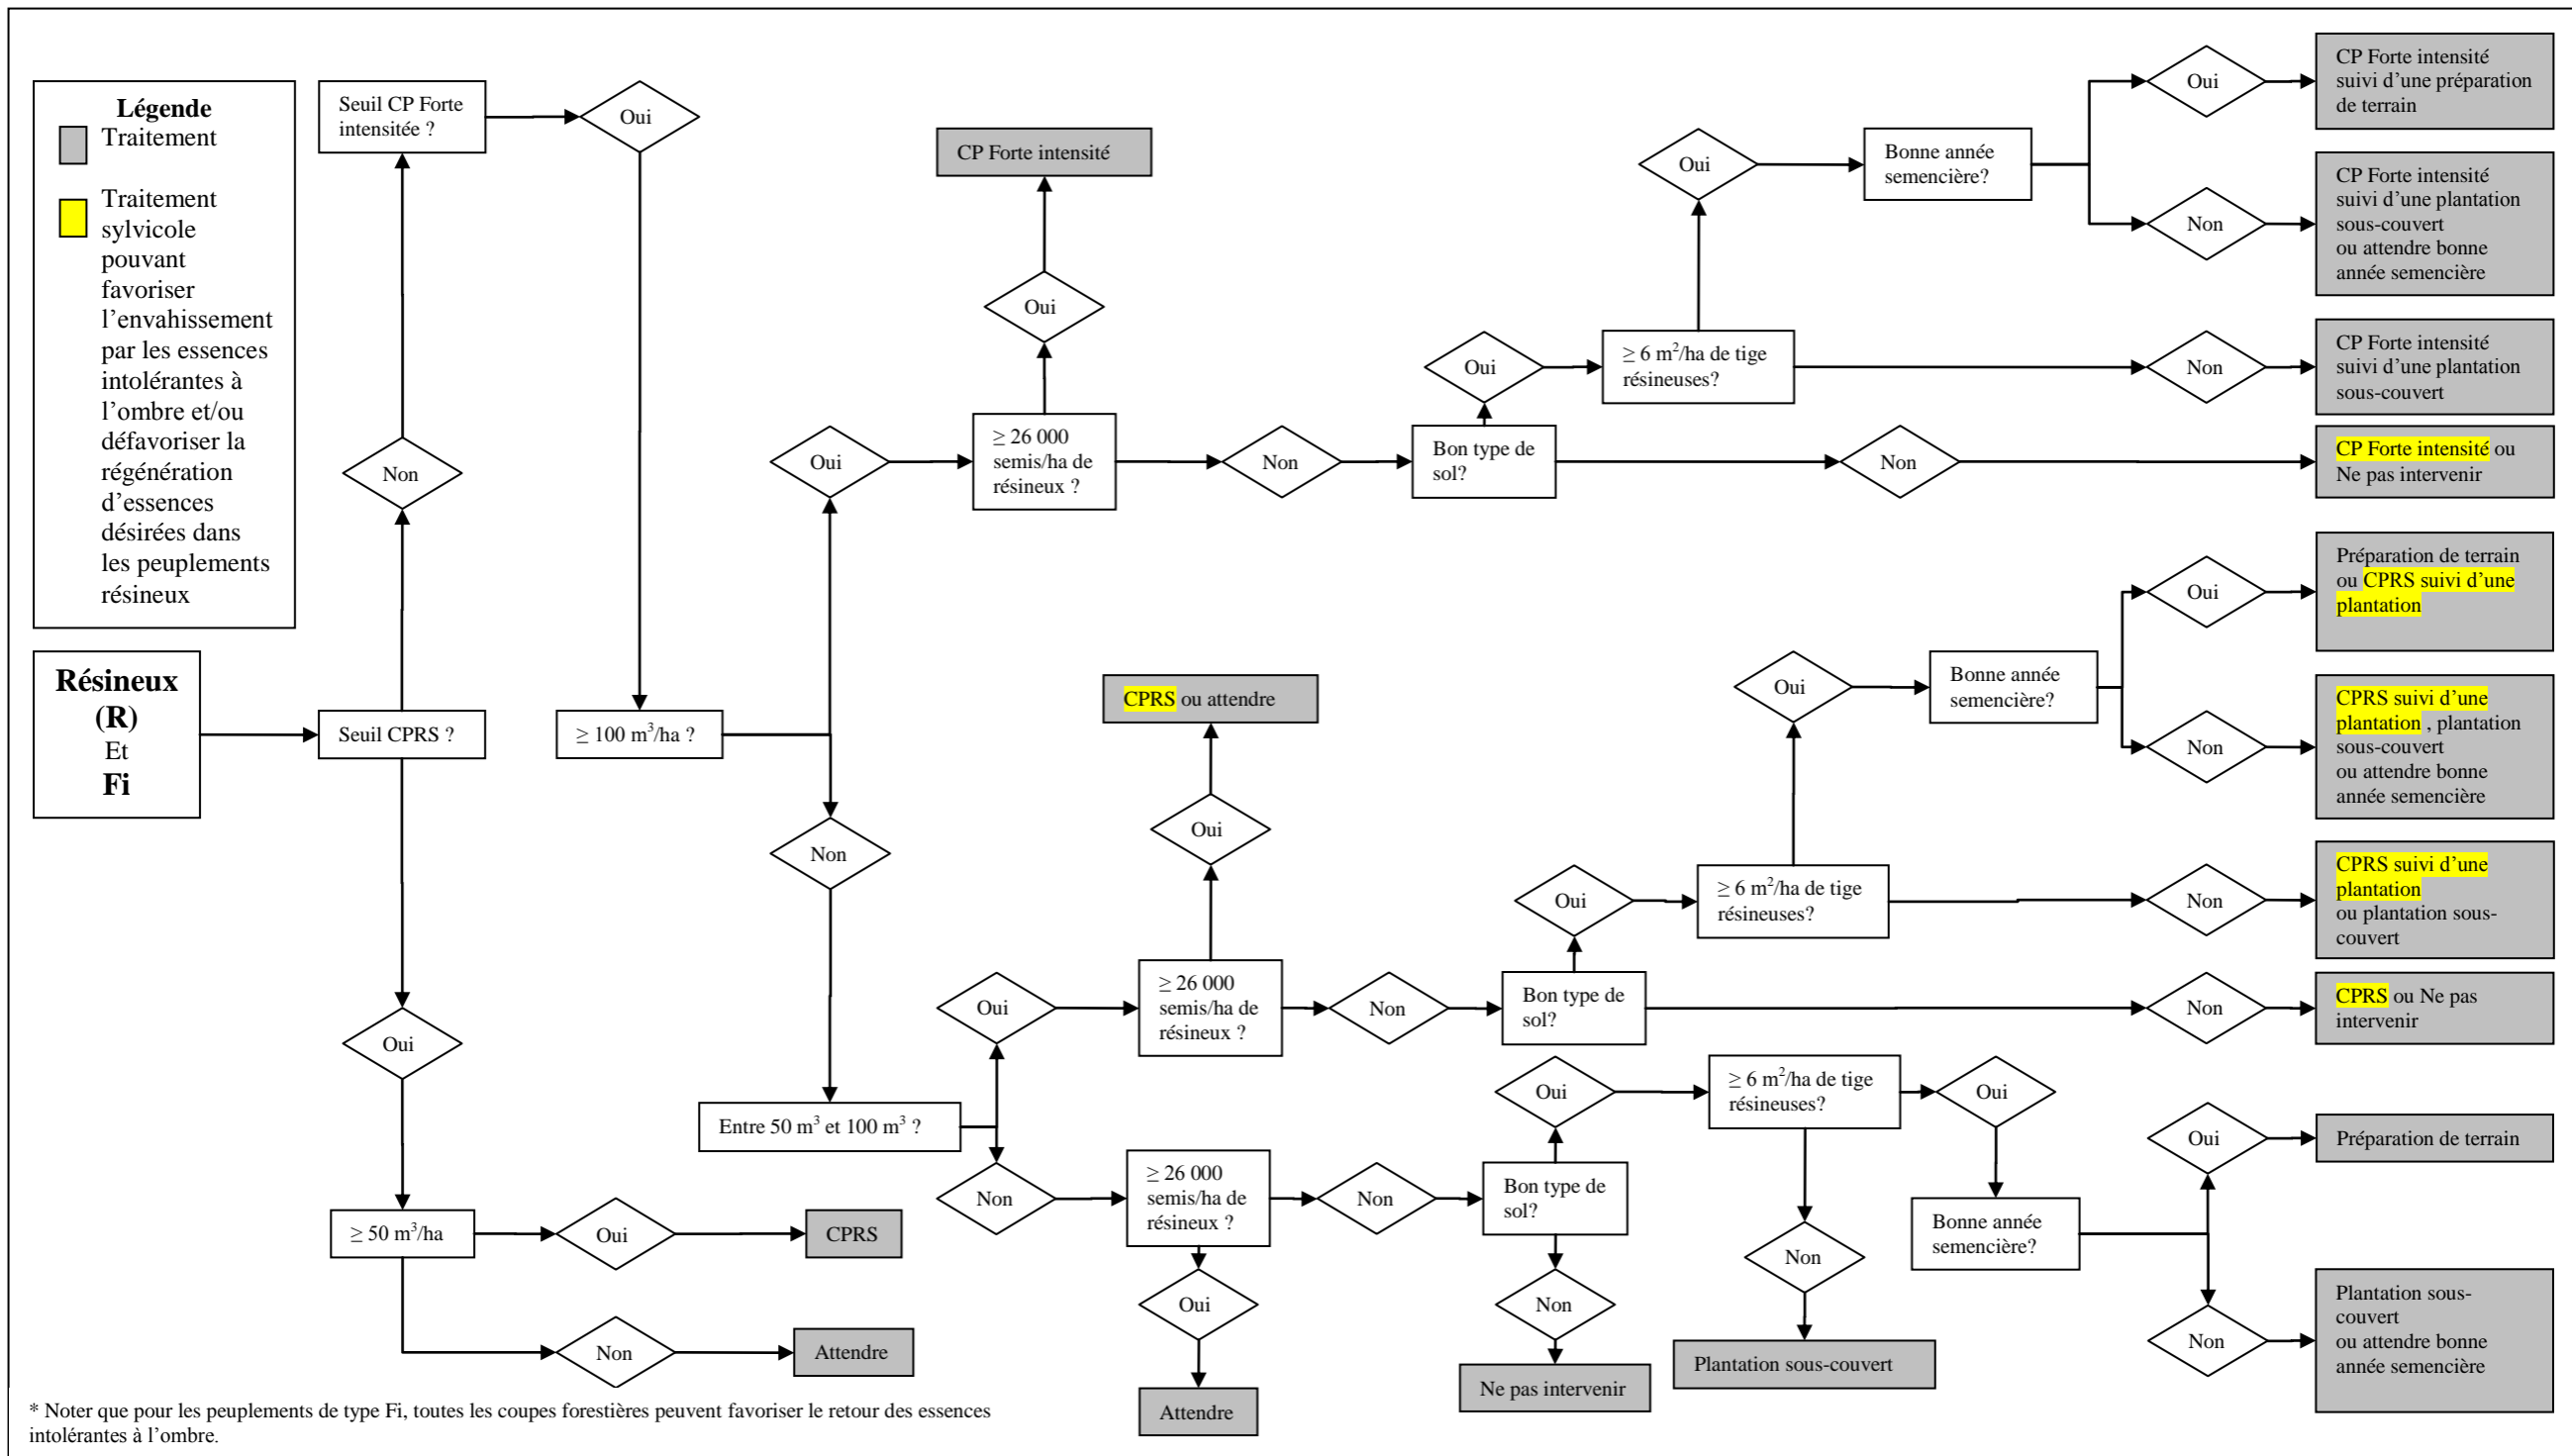 Légende
Traitement
Traitement
sylvicole
pouvant
favoriser
l’envahissement
par les essences
intolérantes à
l’ombre et/ou
défavoriser la
régénération
d’essences
désirées dans
les peuplements
résineux
Résineux
(R)
Et
Fi
Seuil CPRS ?
Non
Seuil CP Forte
intensitée ?
Oui
≥ 100 m³/ha ?
Oui
≥ 26 000
semis/ha de
résineux ?
Oui
CP Forte intensité
Non
Bon type de
sol?
Oui
≥ 6 m²/ha de tige
résineuses?
Oui
Bonne année
semencière?
Oui
CP Forte intensité
suivi d’une préparation
de terrain
Non
CP Forte intensité
suivi d’une plantation
sous-couvert
ou attendre bonne
année semencière
Non
CP Forte intensité
suivi d’une plantation
sous-couvert
Non
CP Forte intensité ou
Ne pas intervenir
Non
Entre 50 m³ et 100 m³ ?
Oui
≥ 26 000
semis/ha de
résineux ?
Oui
CPRS ou attendre
Non
Bon type de
sol?
Oui
≥ 6 m²/ha de tige
résineuses?
Oui
Bonne année
semencière?
Oui
Préparation de terrain
ou CPRS suivi d’une
plantation
Non
CPRS suivi d’une
plantation , plantation
sous-couvert
ou attendre bonne
année semencière
Non
CPRS suivi d’une
plantation
ou plantation sous-
couvert
Non
CPRS ou Ne pas
intervenir
Non
≥ 26 000
semis/ha de
résineux ?
Oui
Attendre
Non
Bon type de
sol?
Oui
≥ 6 m²/ha de tige
résineuses?
Oui
Bonne année
semencière?
Oui
Préparation de terrain
Non
Plantation sous-
couvert
ou attendre bonne
année semencière
Non
Plantation sous-couvert
Non
Ne pas intervenir
Oui
≥ 50 m³/ha
Oui
CPRS
Non
Attendre
* Noter que pour les peuplements de type Fi, toutes les coupes forestières peuvent favoriser le retour des essences
intolérantes à l’ombre.